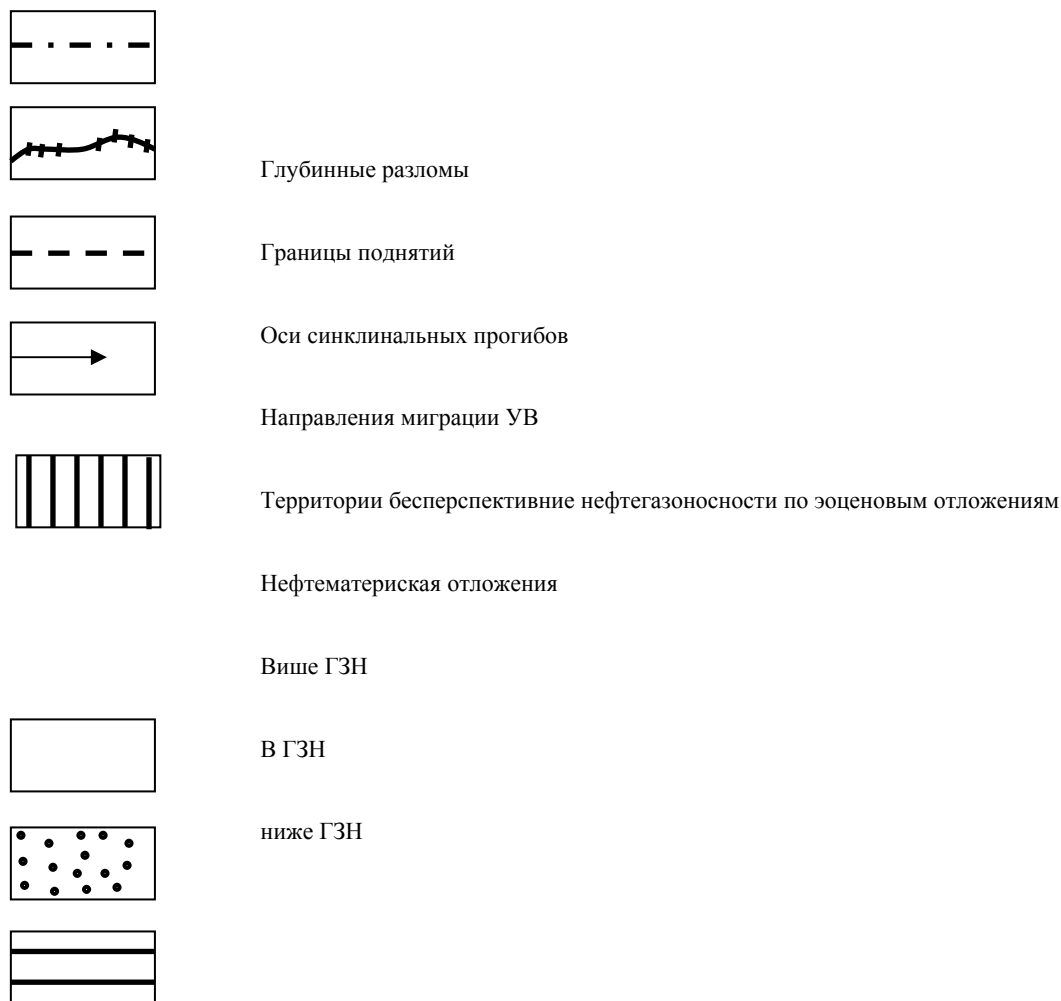 Глубинные разломы
Границы поднятий
Оси синклинальных прогибов
Направления миграции УВ
Территории бесперспективние нефтегазоносности по эоценовым отложениям
Нефтематериская отложения
Више ГЗН
В ГЗН
ниже ГЗН